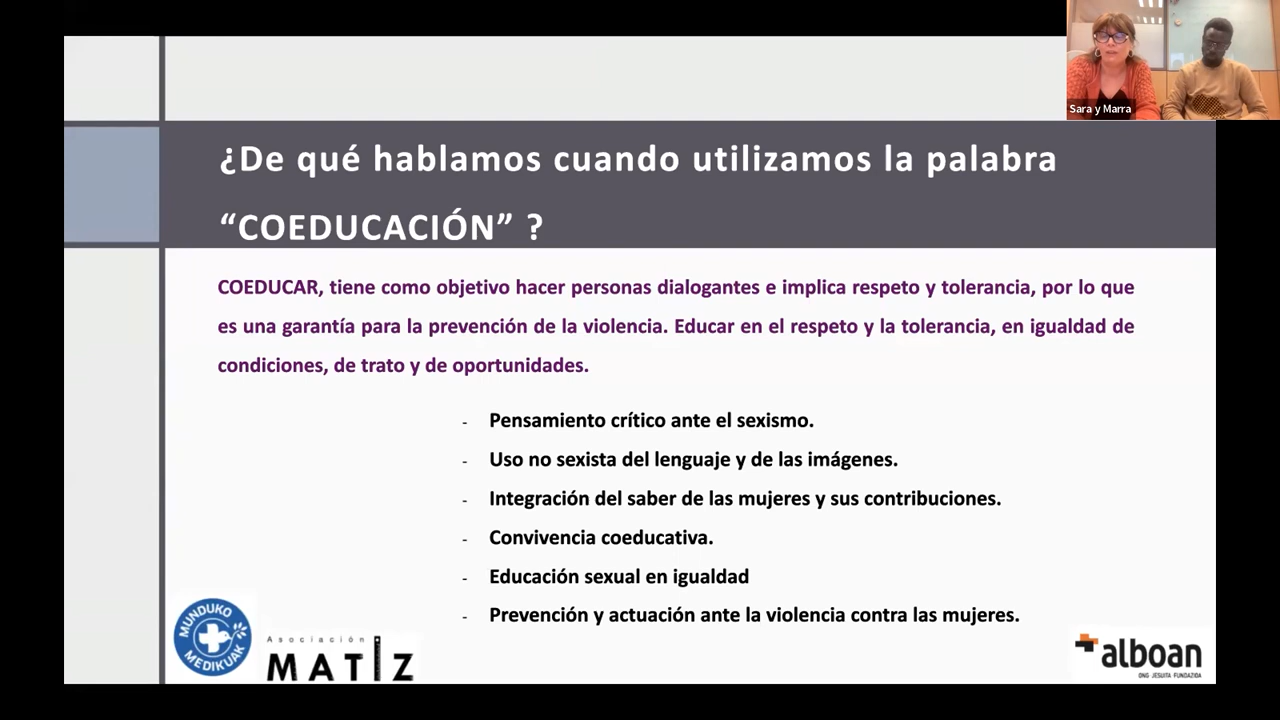 Sara y Marra
¿De qué hablamos cuando utilizamos la palabra
“COEDUCACIÓN” ?
COEDUCAR, tiene como objetivo hacer personas dialogantes e implica respeto y tolerancia, por lo que
es una garantía para la prevención de la violencia. Educar en el respeto y la tolerancia, en igualdad de
condiciones, de trato y de oportunidades.
- Pensamiento crítico ante el sexismo.
- Uso no sexista del lenguaje y de las imágenes.
- Integración del saber de las mujeres y sus contribuciones.
- Convivencia coeducativa.
- Educación sexual en igualdad
- Prevención y actuación ante la violencia contra las mujeres.
MUNDUKO
MEDIKUAK
Asociación
MATIZ
alboan
ONG JESUITA FUNDAZIOA